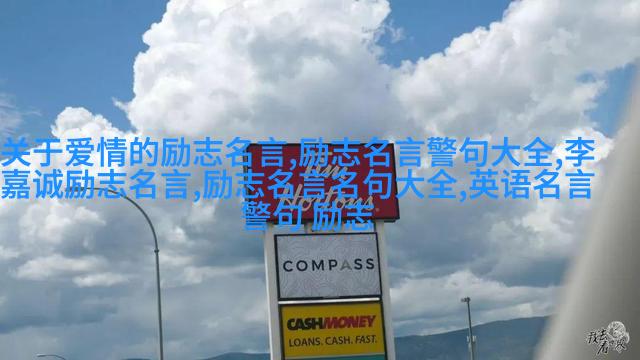 关于爱情的励志名言,励志名言警句大全,李
嘉诚励志名言,励志名言名句大全,英语名言
警句 励志
Tim
Hortons
COMPASS
CASHMONEY
LOANS. CASH. FAST.